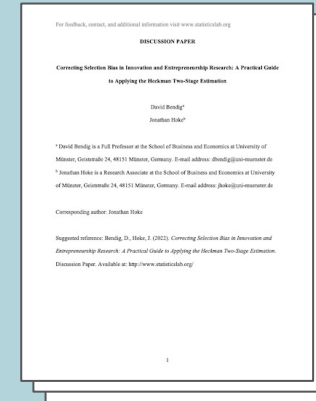 For feedback, contact, and additional information visit www.statisticslab.org
DISCUSSION PAPER
Correcting Selection Bias in Innovation and Entrepreneurship Research: A Practical Guide
to Applying the Heckman Two-Stage Estimation
David Bendigᵃ
Jonathan Hokeᵇ
ᵃ David Bendig is a Full Professor at the School of Business and Economics at University of
Münster, Geiststraße 24, 48151 Münster, Germany. E-mail address: dbendig@uni-muenster.de
ᵇ Jonathan Hoke is a Research Associate at the School of Business and Economics at University
of Münster, Geiststraße 24, 48151 Münster, Germany. E-mail address: jhoke@uni-muenster.de
Corresponding author: Jonathan Hoke
Suggested reference: Bendig, D., Hoke, J. (2022). Correcting Selection Bias in Innovation and
Entrepreneurship Research: A Practical Guide to Applying the Heckman Two-Stage Estimation.
Discussion Paper. Available at: http://www.statisticslab.org/
1